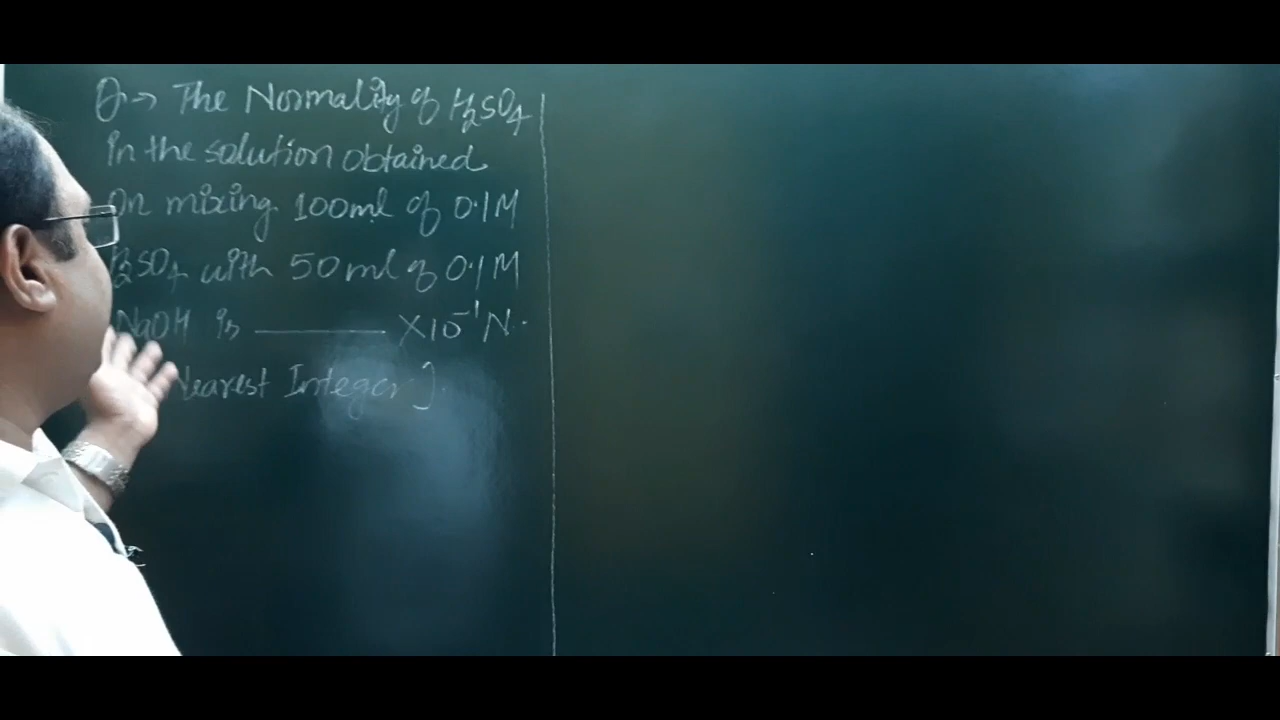 Q→ The Normality of H2SO4
In the solution obtained
On mixing 100ml of 0.1M
H2SO4 with 50ml of 0.1M
NaOH is ______ ×10⁻¹N.
Nearest Integer].